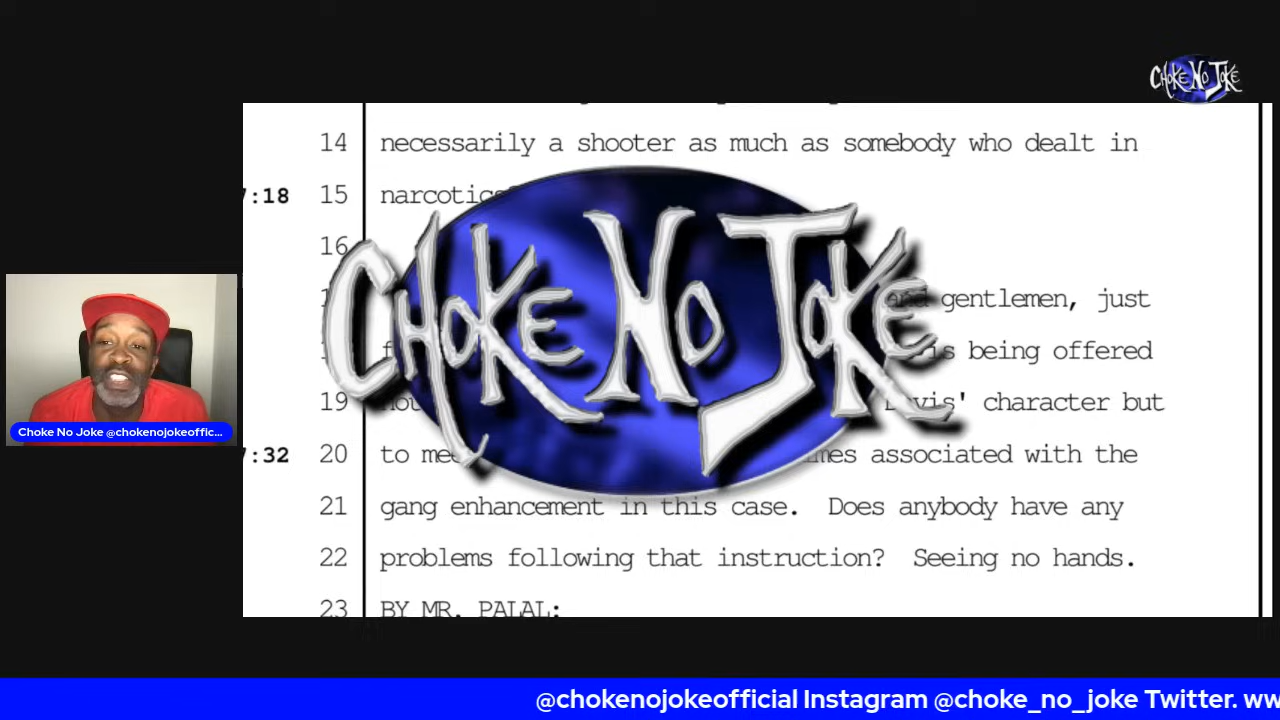 CHOKE NO JOKE
14 necessarily a shooter as much as somebody who dealt in
7:18 15 narcotics
16
CHOKE NO JOKE
and gentlemen, just
being offered
19 Davis' character but
7:32 20 to associated with the
21 gang enhancement in this case. Does anybody have any
22 problems following that instruction? Seeing no hands.
23 BY MR. PALAL:
Choke No Joke @chokenojokeoffic...
@chokenojokeofficial Instagram @choke_no_joke Twitter. ww